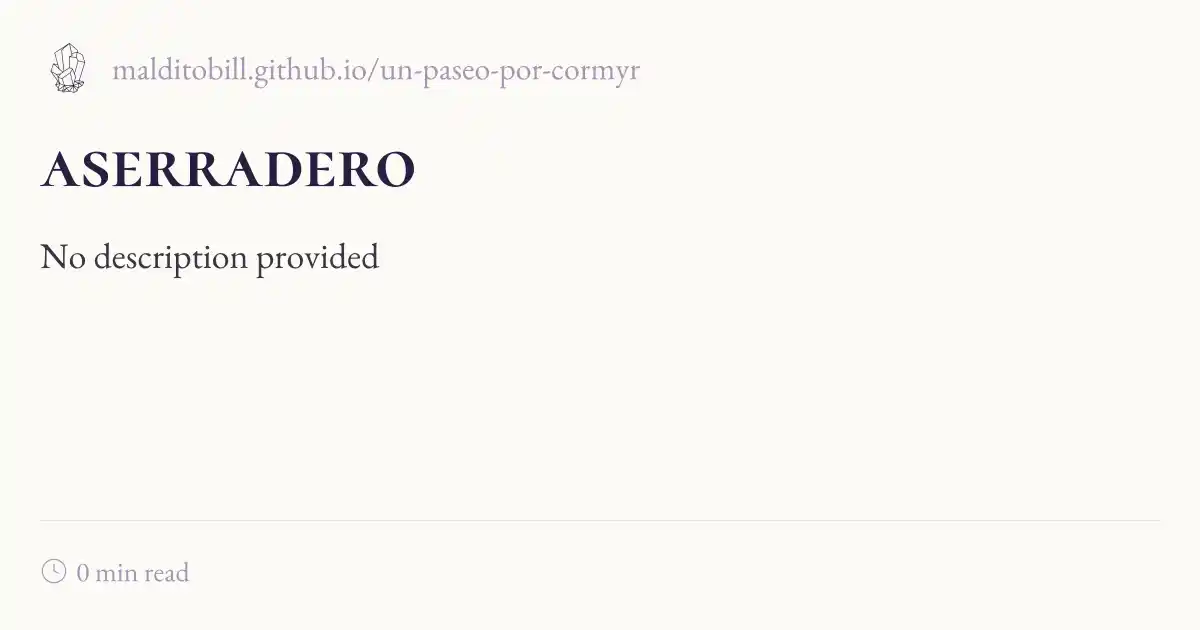 malditobill.github.io/un-paseo-por-cormyr
ASERRADERO
No description provided
0 min read